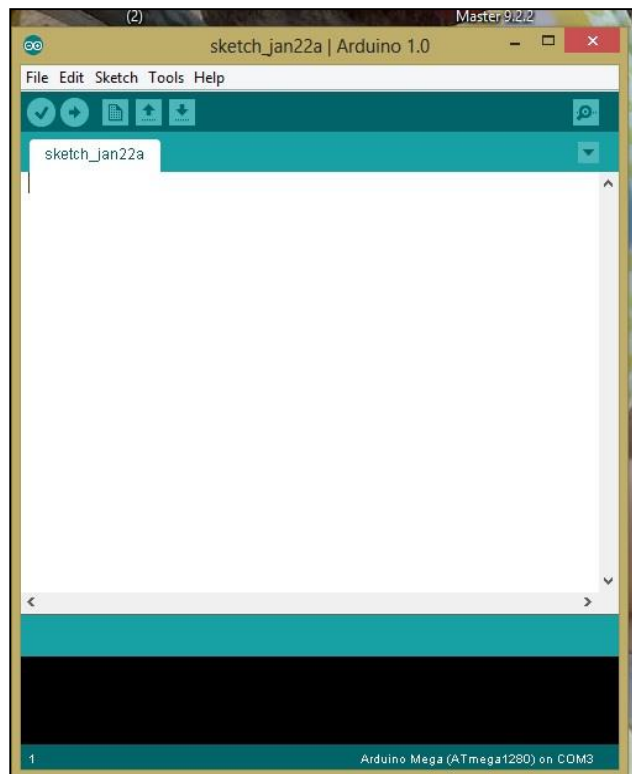 (2)
Master 9.2.2
sketch_jan22a | Arduino 1.0
File Edit Sketch Tools Help
sketch_jan22a
1
Arduino Mega (ATmega1280) on COM3